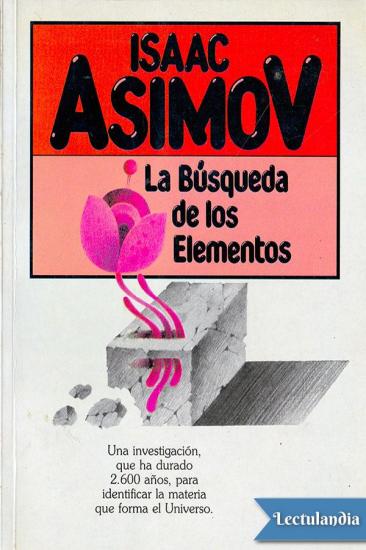 ISAAC
ASIMOV
La Búsqueda
de los
Elementos
Una investigación,
que ha durado
2.600 años, para
identificar la materia
que forma el Universo.
Lectulandia